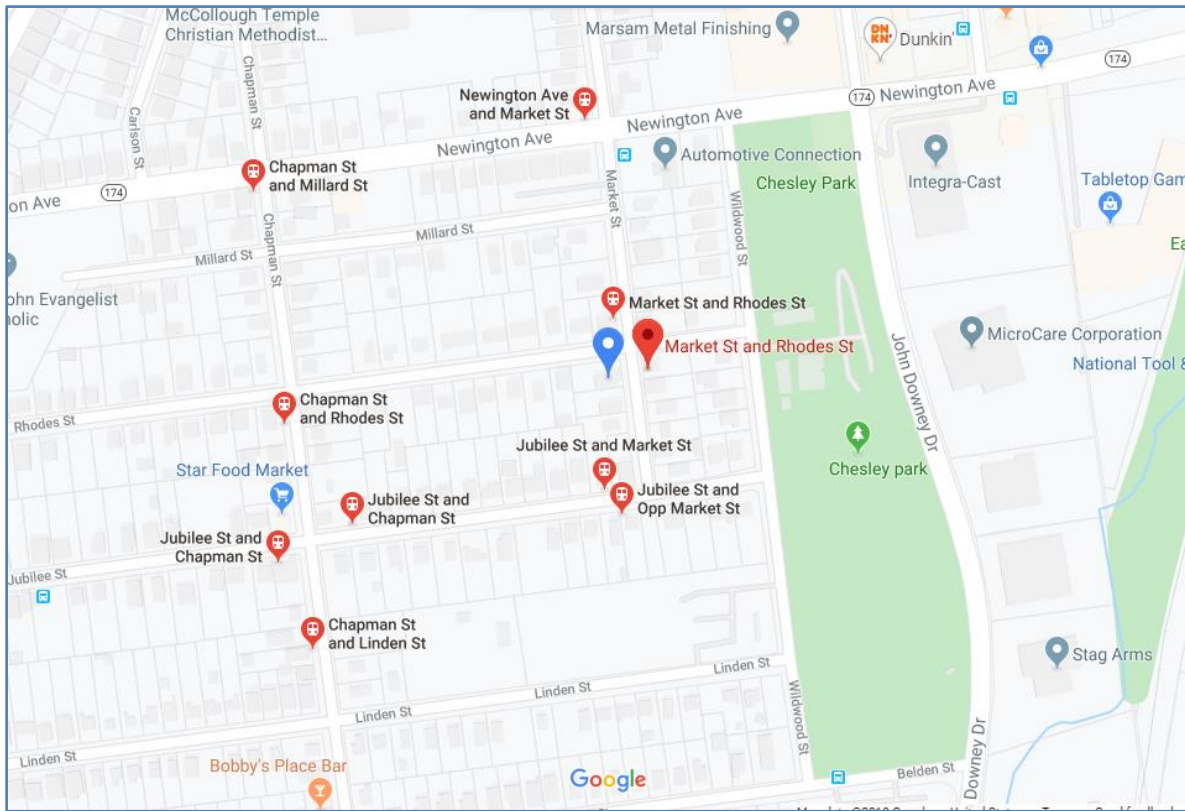 McCollough Temple
Christian Methodist...
Marsam Metal Finishing
DN
KN'
Dunkin'
174
Newington Ave
Carlson St
Chapman St
Newington Ave
and Market St
174
Newington Ave
Newington Ave
Newington Ave
Automotive Connection
Integra-Cast
Chesley Park
Tabletop Gam
Chapman St
and Millard St
174
on Ave
Market St
Wildwood St
Millard St
Millard St
Chapman St
Ea
ohn Evangelist
olic
Market St and Rhodes St
Market St and Rhodes St
MicroCare Corporation
John Downey Dr
National Tool &
Chapman St
and Rhodes St
Rhodes St
Jubilee St and Market St
Star Food Market
Chesley park
Jubilee St and
Opp Market St
Jubilee St and
Chapman St
Jubilee St and
Chapman St
Jubilee St
Chapman St
and Linden St
Stag Arms
Linden St
Linden St
Linden St
Linden St
Wildwood St
Downey Dr
Bobby's Place Bar
Google
Belden St